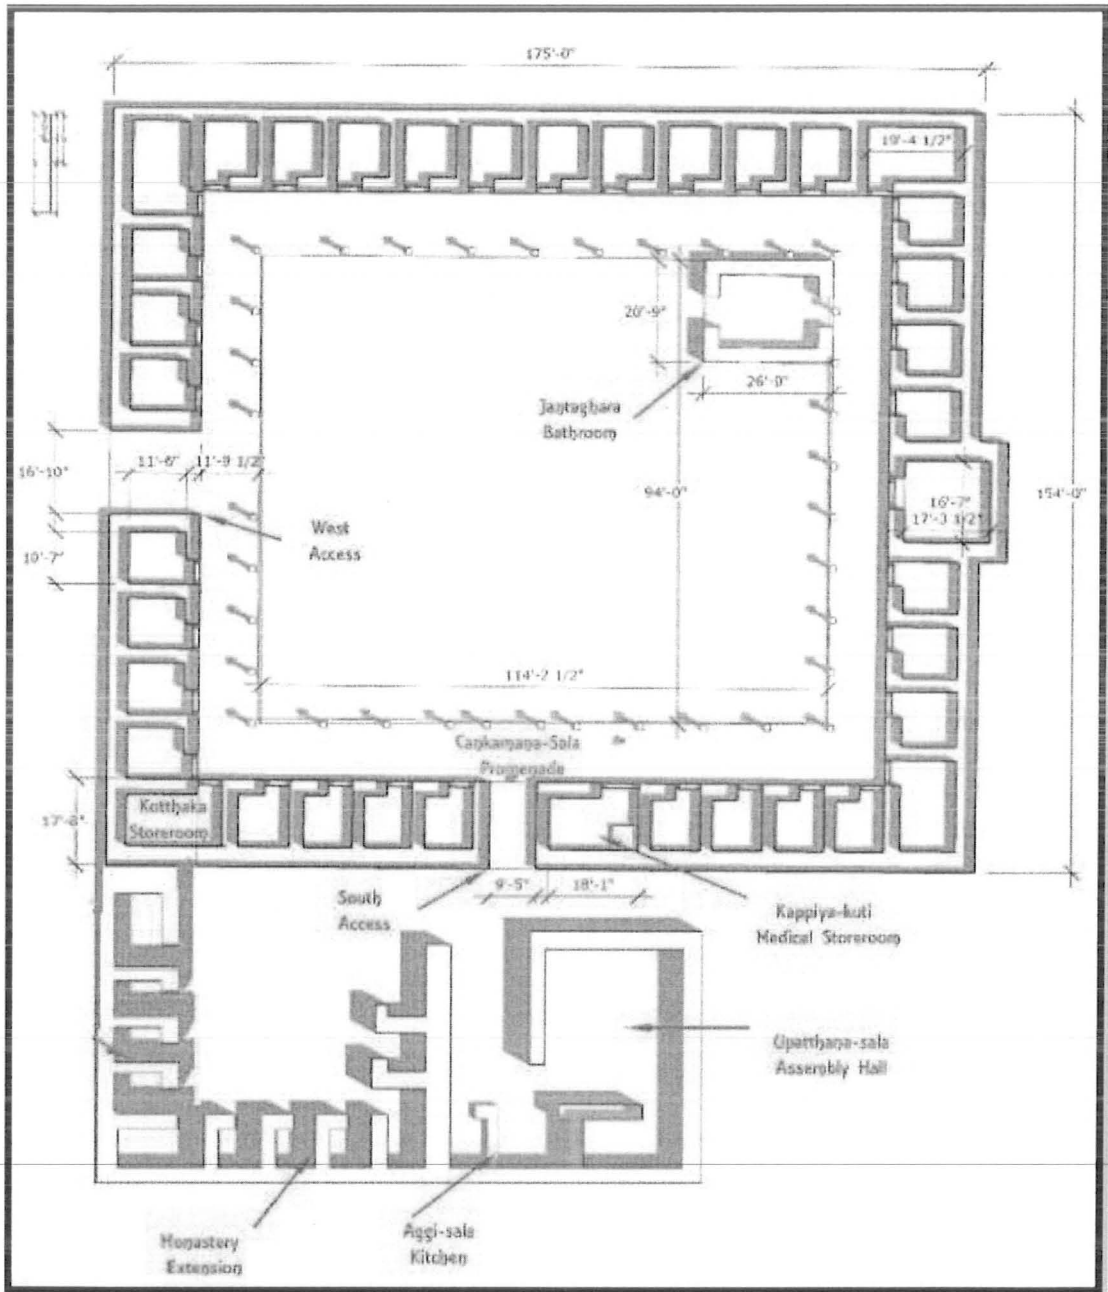 175'-0"
19'-4 1/2"
20'-9"
26'-0"
Jantaghara
Bathroom
16'-10"
11'-6"
11'-9 1/2"
94'-0"
16'-7"
17'-3 1/2"
154'-0"
West
Access
10'-7"
114'-2 1/2"
Cankamana-Sala
Promenade
Kotthaka
Storeroom
17'-8"
9'-5"
18'-1"
South
Access
Kappiya-kuti
Medical Storeroom
Upatthana-sala
Assembly Hall
Aggi-sala
Kitchen
Monastery
Extension